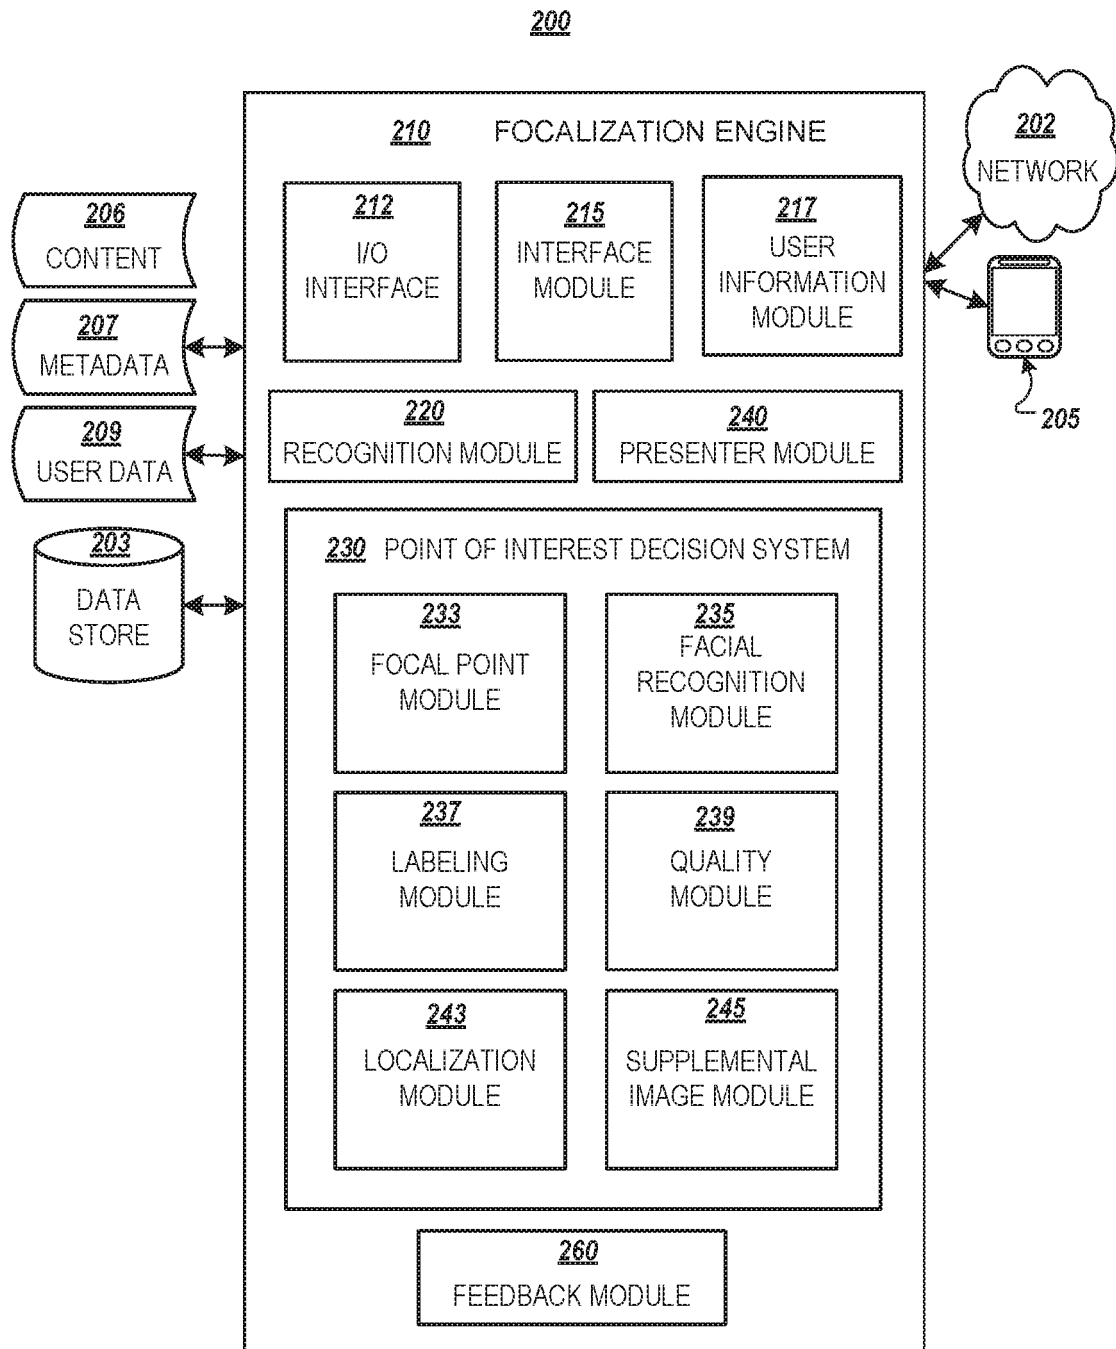 200
210 FOCALIZATION ENGINE
202
NETWORK
206
CONTENT
212
I/O
INTERFACE
215
INTERFACE
MODULE
217
USER
INFORMATION
MODULE
207
METADATA
205
209
USER DATA
220
RECOGNITION MODULE
240
PRESENTER MODULE
203
DATA
STORE
230 POINT OF INTEREST DECISION SYSTEM
233
FOCAL POINT
MODULE
235
FACIAL
RECOGNITION
MODULE
237
LABELING
MODULE
239
QUALITY
MODULE
243
LOCALIZATION
MODULE
245
SUPPLEMENTAL
IMAGE MODULE
260
FEEDBACK MODULE